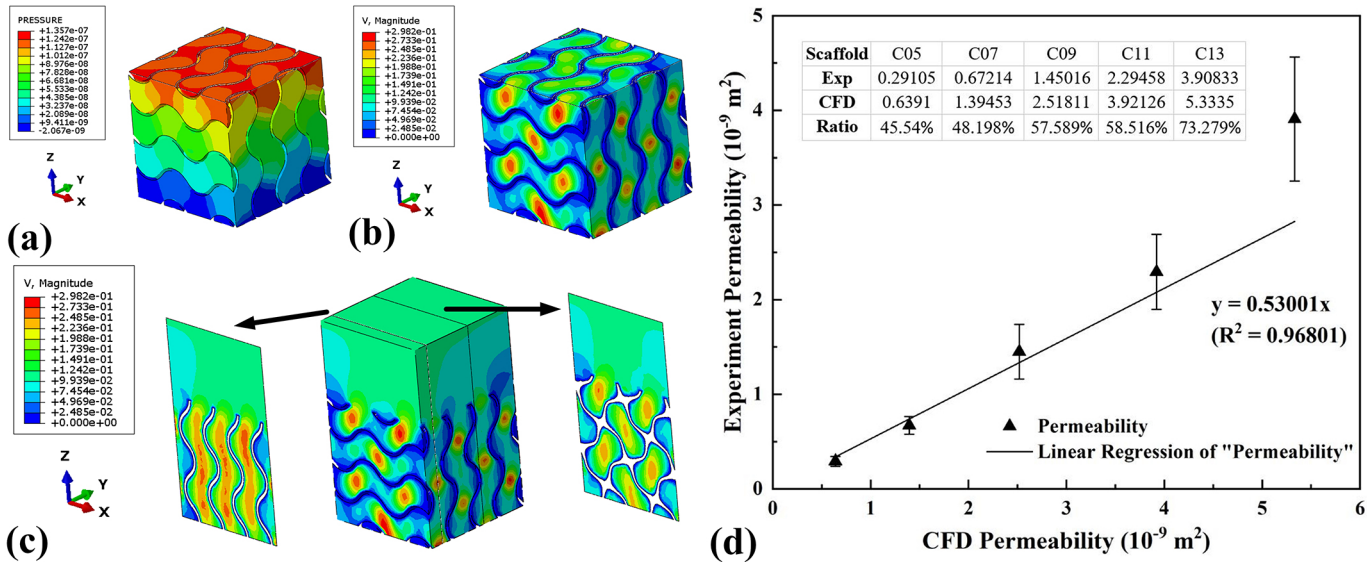 PRESSURE
+1.357e-07
+1.242e-07
+1.127e-07
+1.012e-07
+8.976e-08
+7.828e-08
+6.681e-08
+5.533e-08
+4.385e-08
+3.237e-08
+9.411e-09
-2.067e-09
Z
Y
X
(a)
V, Magnitude
+2.982e-01
+2.733e-01
+2.485e-01
+2.236e-01
+1.988e-01
+1.739e-01
+1.491e-01
+1.242e-01
+9.939e-02
+7.454e-02
+4.969e-02
+2.485e-02
+0.000e+00
Z
Y
X
(b)
V, Magnitude
+2.982e-01
+2.733e-01
+2.485e-01
+2.236e-01
+1.988e-01
+1.739e-01
+1.491e-01
+1.242e-01
+9.939e-02
+7.454e-02
+4.969e-02
+2.485e-02
+0.000e+00
Z
Y
X
(c)
Experiment Permeability (10⁻⁹ m²)
5
4
3
2
1
0
Scaffold C05 C07 C09 C11 C13
Exp 0.29105 0.67214 1.45016 2.29458 3.90833
CFD 0.6391 1.39453 2.51811 3.92126 5.3335
Ratio 45.54% 48.198% 57.589% 58.516% 73.279%
y = 0.53001x
(R² = 0.96801)
Permeability
Linear Regression of "Permeability"
0 1 2 3 4 5 6
CFD Permeability (10⁻⁹ m²)
(d)